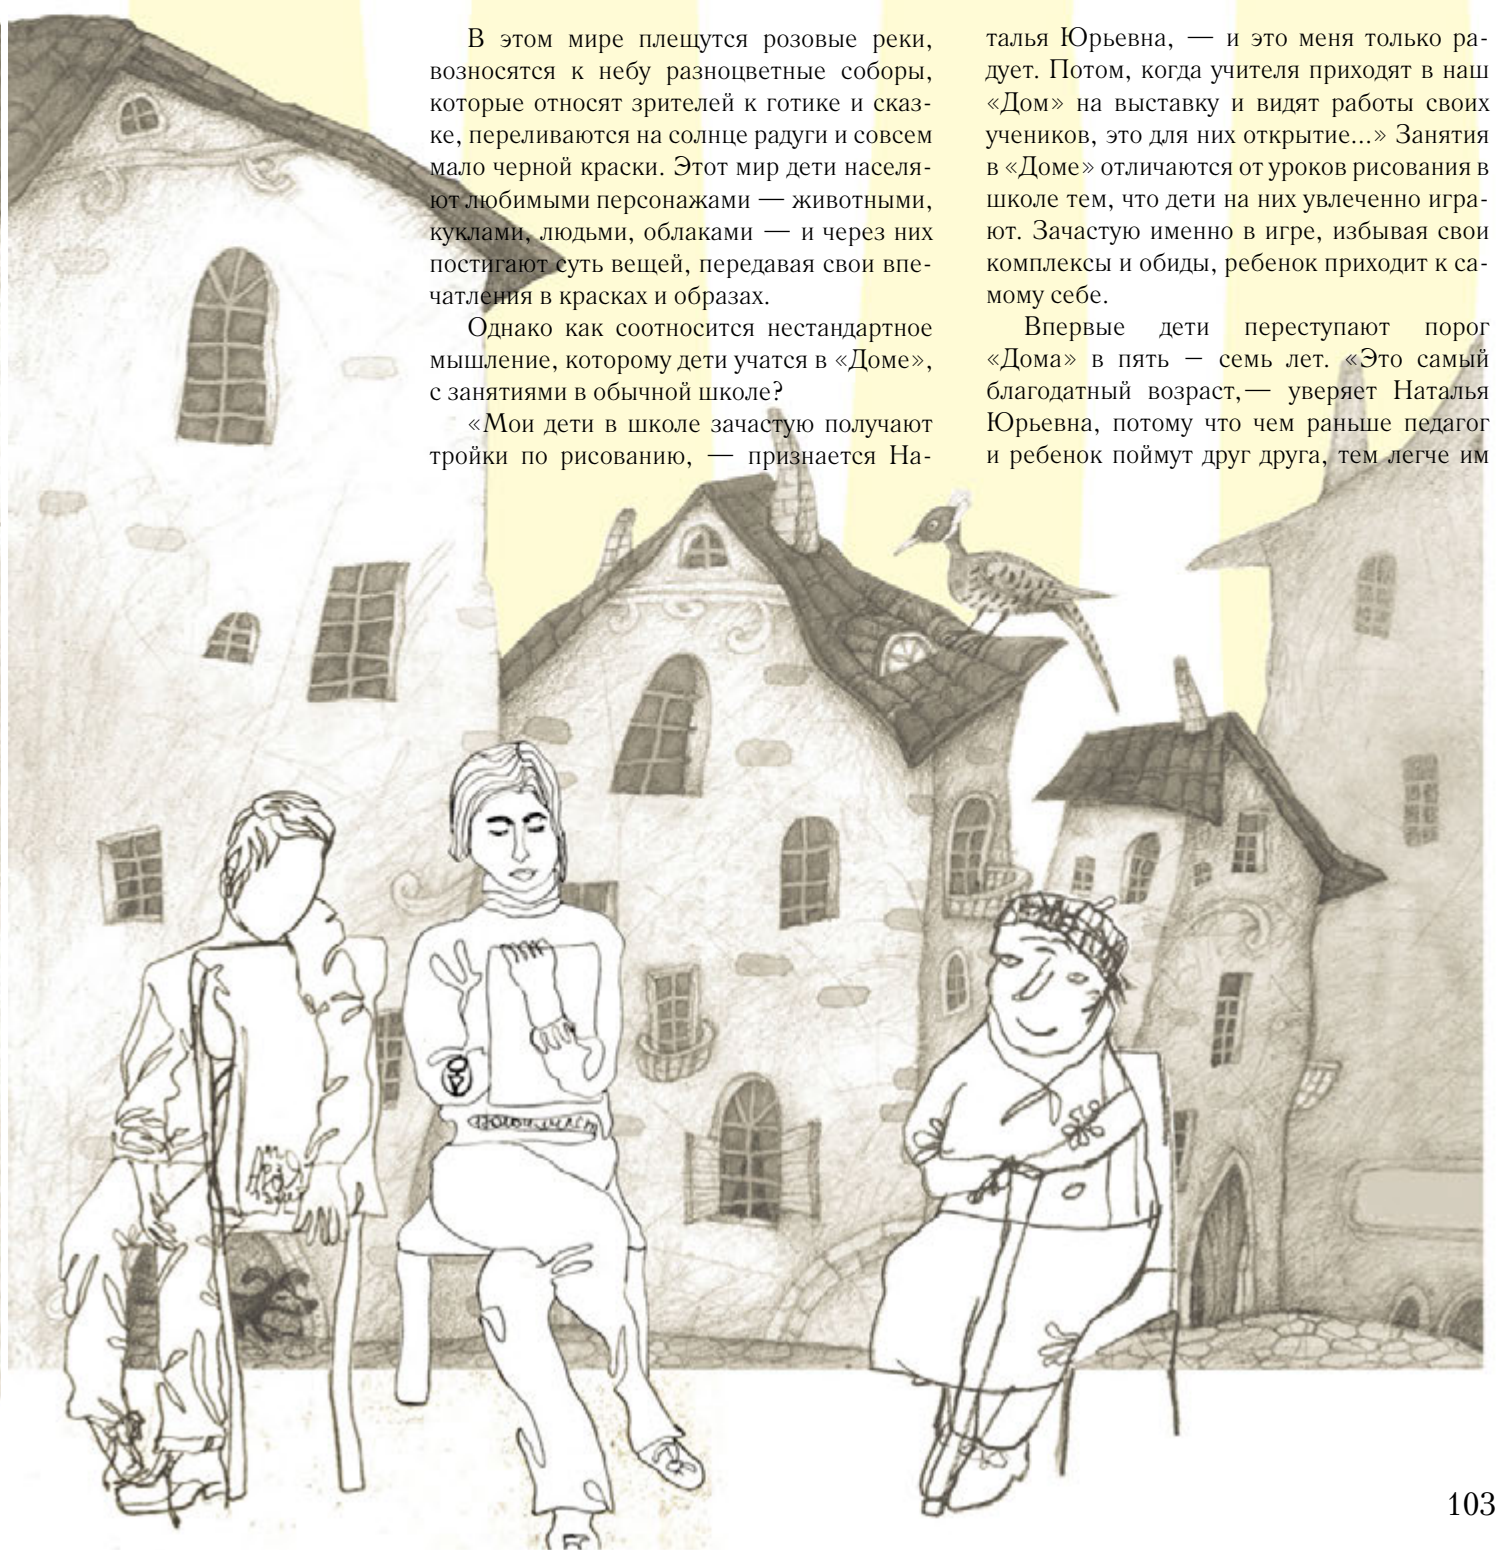 В этом мире плещутся розовые реки,
возносятся к небу разноцветные соборы,
которые относят зрителей к готике и сказ-
ке, переливаются на солнце радуги и совсем
мало черной краски. Этот мир дети населя-
ют любимыми персонажами — животными,
куклами, людьми, облаками — и через них
постигают суть вещей, передавая свои впе-
чатления в красках и образах.
Однако как соотносится нестандартное
мышление, которому дети учатся в «Доме»,
с занятиями в обычной школе?
«Мои дети в школе зачастую получают
тройки по рисованию, — признается На-
талья Юрьевна, — и это меня только ра-
дует. Потом, когда учителя приходят в наш
«Дом» на выставку и видят работы своих
учеников, это для них открытие...» Занятия
в «Доме» отличаются от уроков рисования в
школе тем, что дети на них увлеченно игра-
ют. Зачастую именно в игре, избывая свои
комплексы и обиды, ребенок приходит к са-
мому себе.
Впервые дети переступают порог
«Дома» в пять – семь лет. «Это самый
благодатный возраст,— уверяет Наталья
Юрьевна, потому что чем раньше педагог
и ребенок поймут друг друга, тем легче им
103